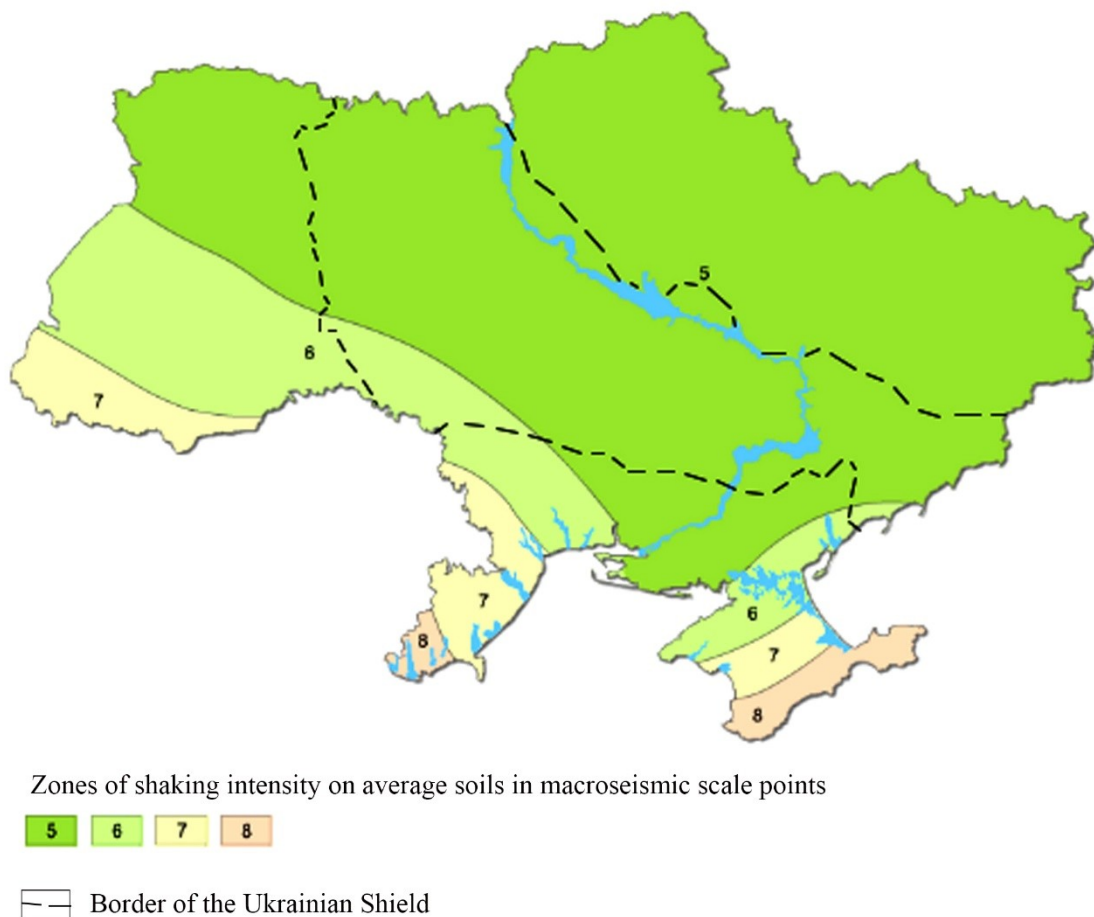 5
6
7
7
8
6
7
8
Zones of shaking intensity on average soils in macroseismic scale points
5 6 7 8
Border of the Ukrainian Shield